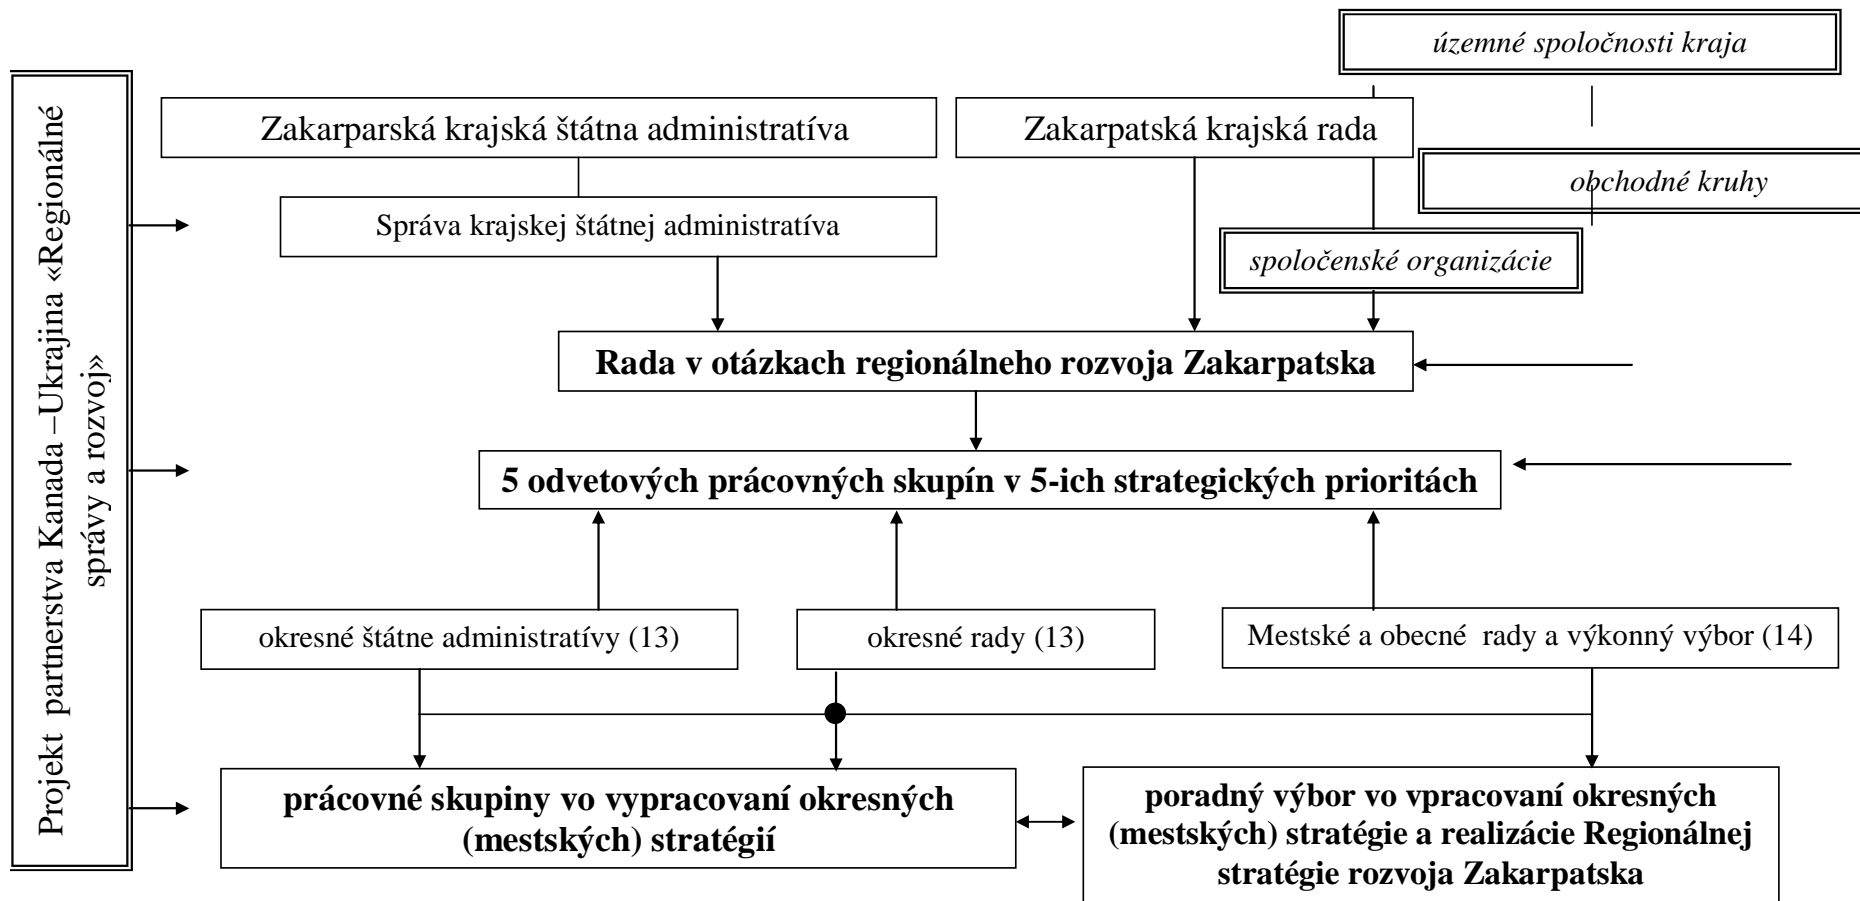 územné spoločnosti kraja
Zakarparská krajská štátna administratíva
Zakarpatská krajská rada
obchodné kruhy
Správa krajskej štátnej administratíva
spoločenské organizácie
Projekt partnerstva Kanada –Ukrajina «Regionálné
správy a rozvoj»
Rada v otázkach regionálneho rozvoja Zakarpatska
5 odvetových prácovných skupín v 5-ich strategických prioritách
okresné štátne administratívy (13)
okresné rady (13)
Mestské a obecné rady a výkonný výbor (14)
prácovné skupiny vo vypracovaní okresných
(mestských) stratégií
poradný výbor vo vpracovaní okresných
(mestských) stratégie a realizácie Regionálnej
stratégie rozvoja Zakarpatska